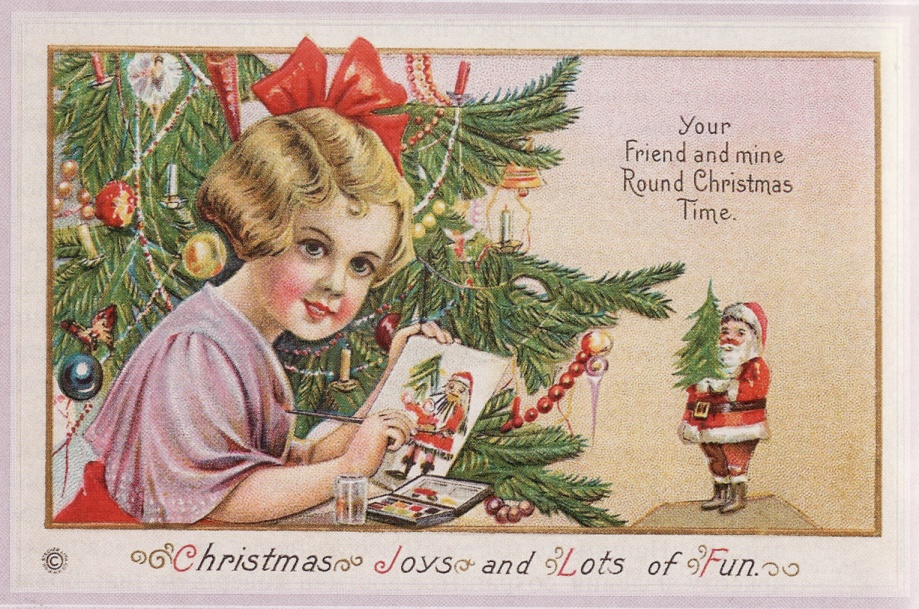 Your
Friend and mine
Round Christmas
Time.
Christmas Joys and Lots of Fun.